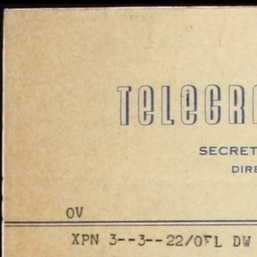 TELEGR
SECRET
DIRE
OV
XPN 3--3--22/OFL DW